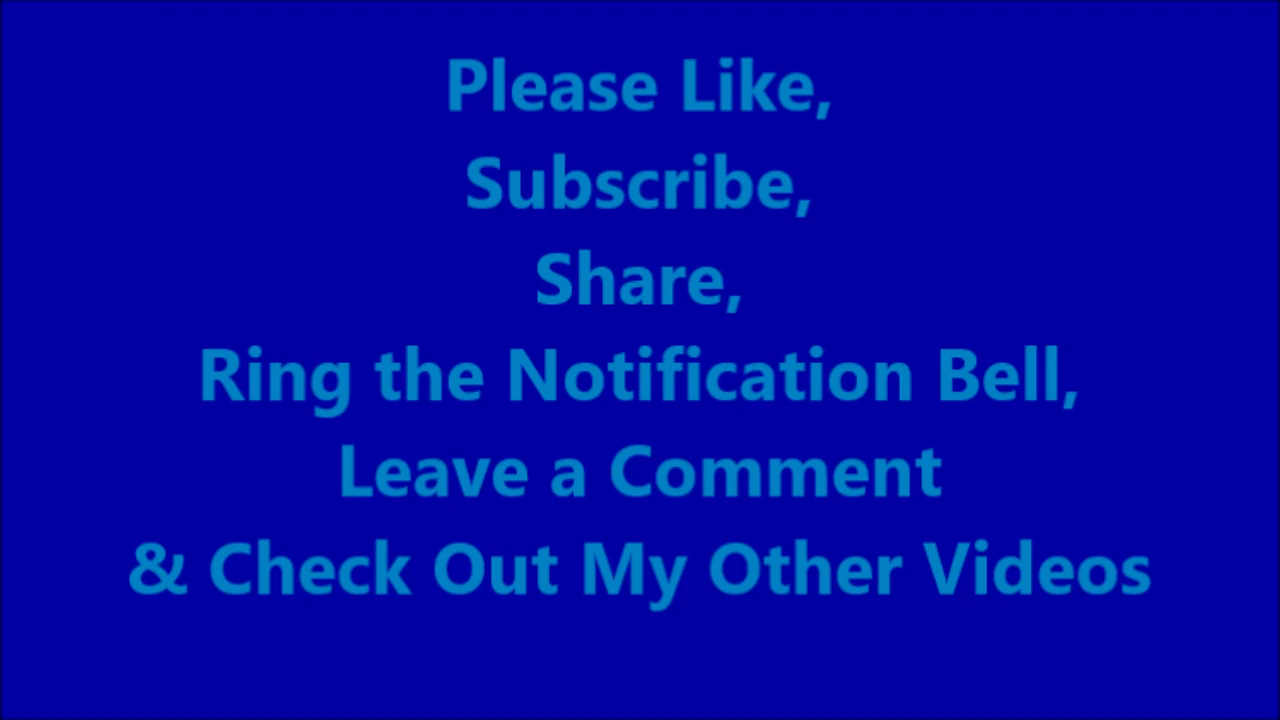 Please Like,
Subscribe,
Share,
Ring the Notification Bell,
Leave a Comment
& Check Out My Other Videos